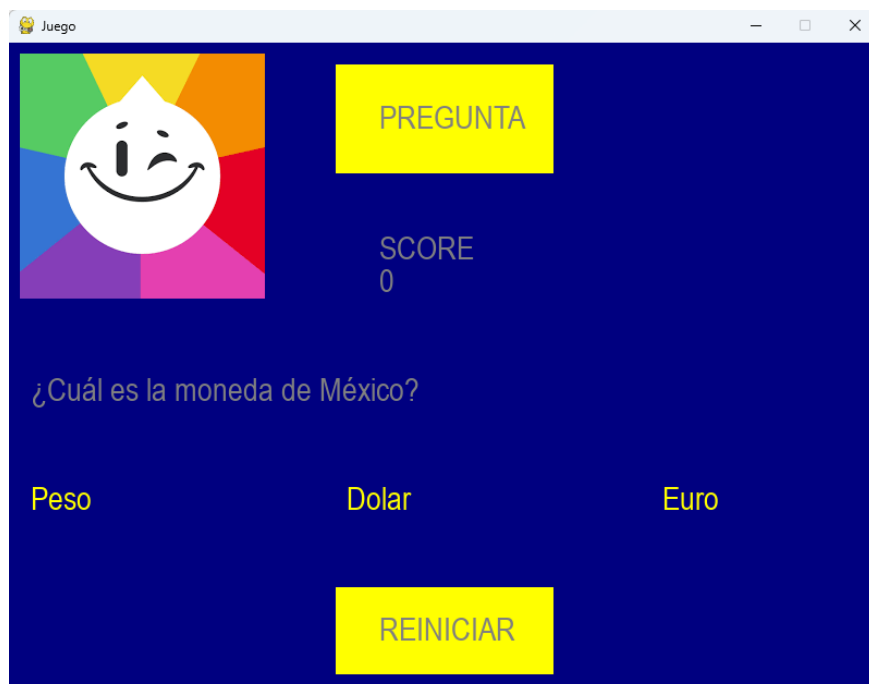 Juego
PREGUNTA
SCORE
0
¿Cuál es la moneda de México?
Peso
Dolar
Euro
REINICIAR